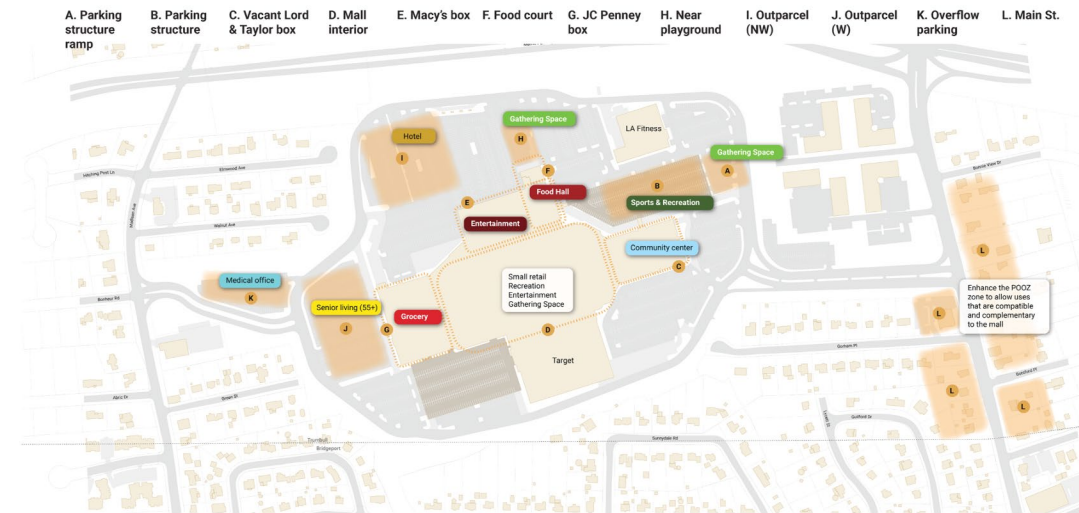 A. Parking structure ramp
B. Parking structure
C. Vacant Lord & Taylor box
D. Mall interior
E. Macy's box
F. Food court
G. JC Penney box
H. Near playground
I. Outparcel (NW)
J. Outparcel (W)
K. Overflow parking
L. Main St.
Gathering Space
H
LA Fitness
Hotel
I
Gathering Space
A
F
B
Food Hall
Sports & Recreation
E
Entertainment
Community center
C
Elmwood Ave
Walnut Ave
Madison Ave
Medical office
K
Senior living (55+)
J
G
Grocery
Small retail
Recreation
Entertainment
Gathering Space
D
Target
L
L
L
L
L
Enhance the POOZ
zone to allow uses
that are compatible
and complementary
to the mall
Trumbull
Bridgeport
Sunnydale Rd